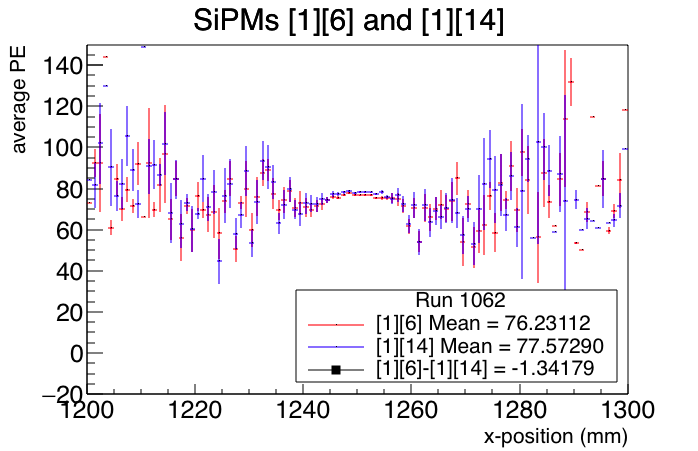 SiPMs [1][6] and [1][14]
average PE
140
120
100
80
60
40
20
0
−20
1200
1220
1240
1260
1280
1300
x-position (mm)
Run 1062
[1][6] Mean = 76.23112
[1][14] Mean = 77.57290
[1][6]-[1][14] = -1.34179